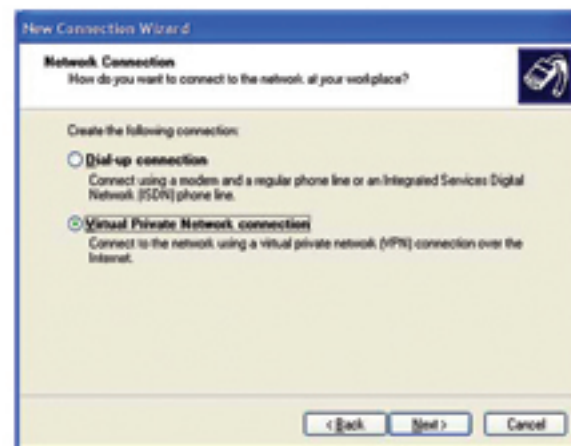 New Connection Wizard
Network Connection
How do you want to connect to the network at your workplace?
Create the following connection:
Dial-up connection
Connect using a modem and a regular phone line or an Integrated Services Digital
Network (ISDN) phone line.
Virtual Private Network connection
Connect to the network using a virtual private network (VPN) connection over the
Internet.
< Back
Next >
Cancel